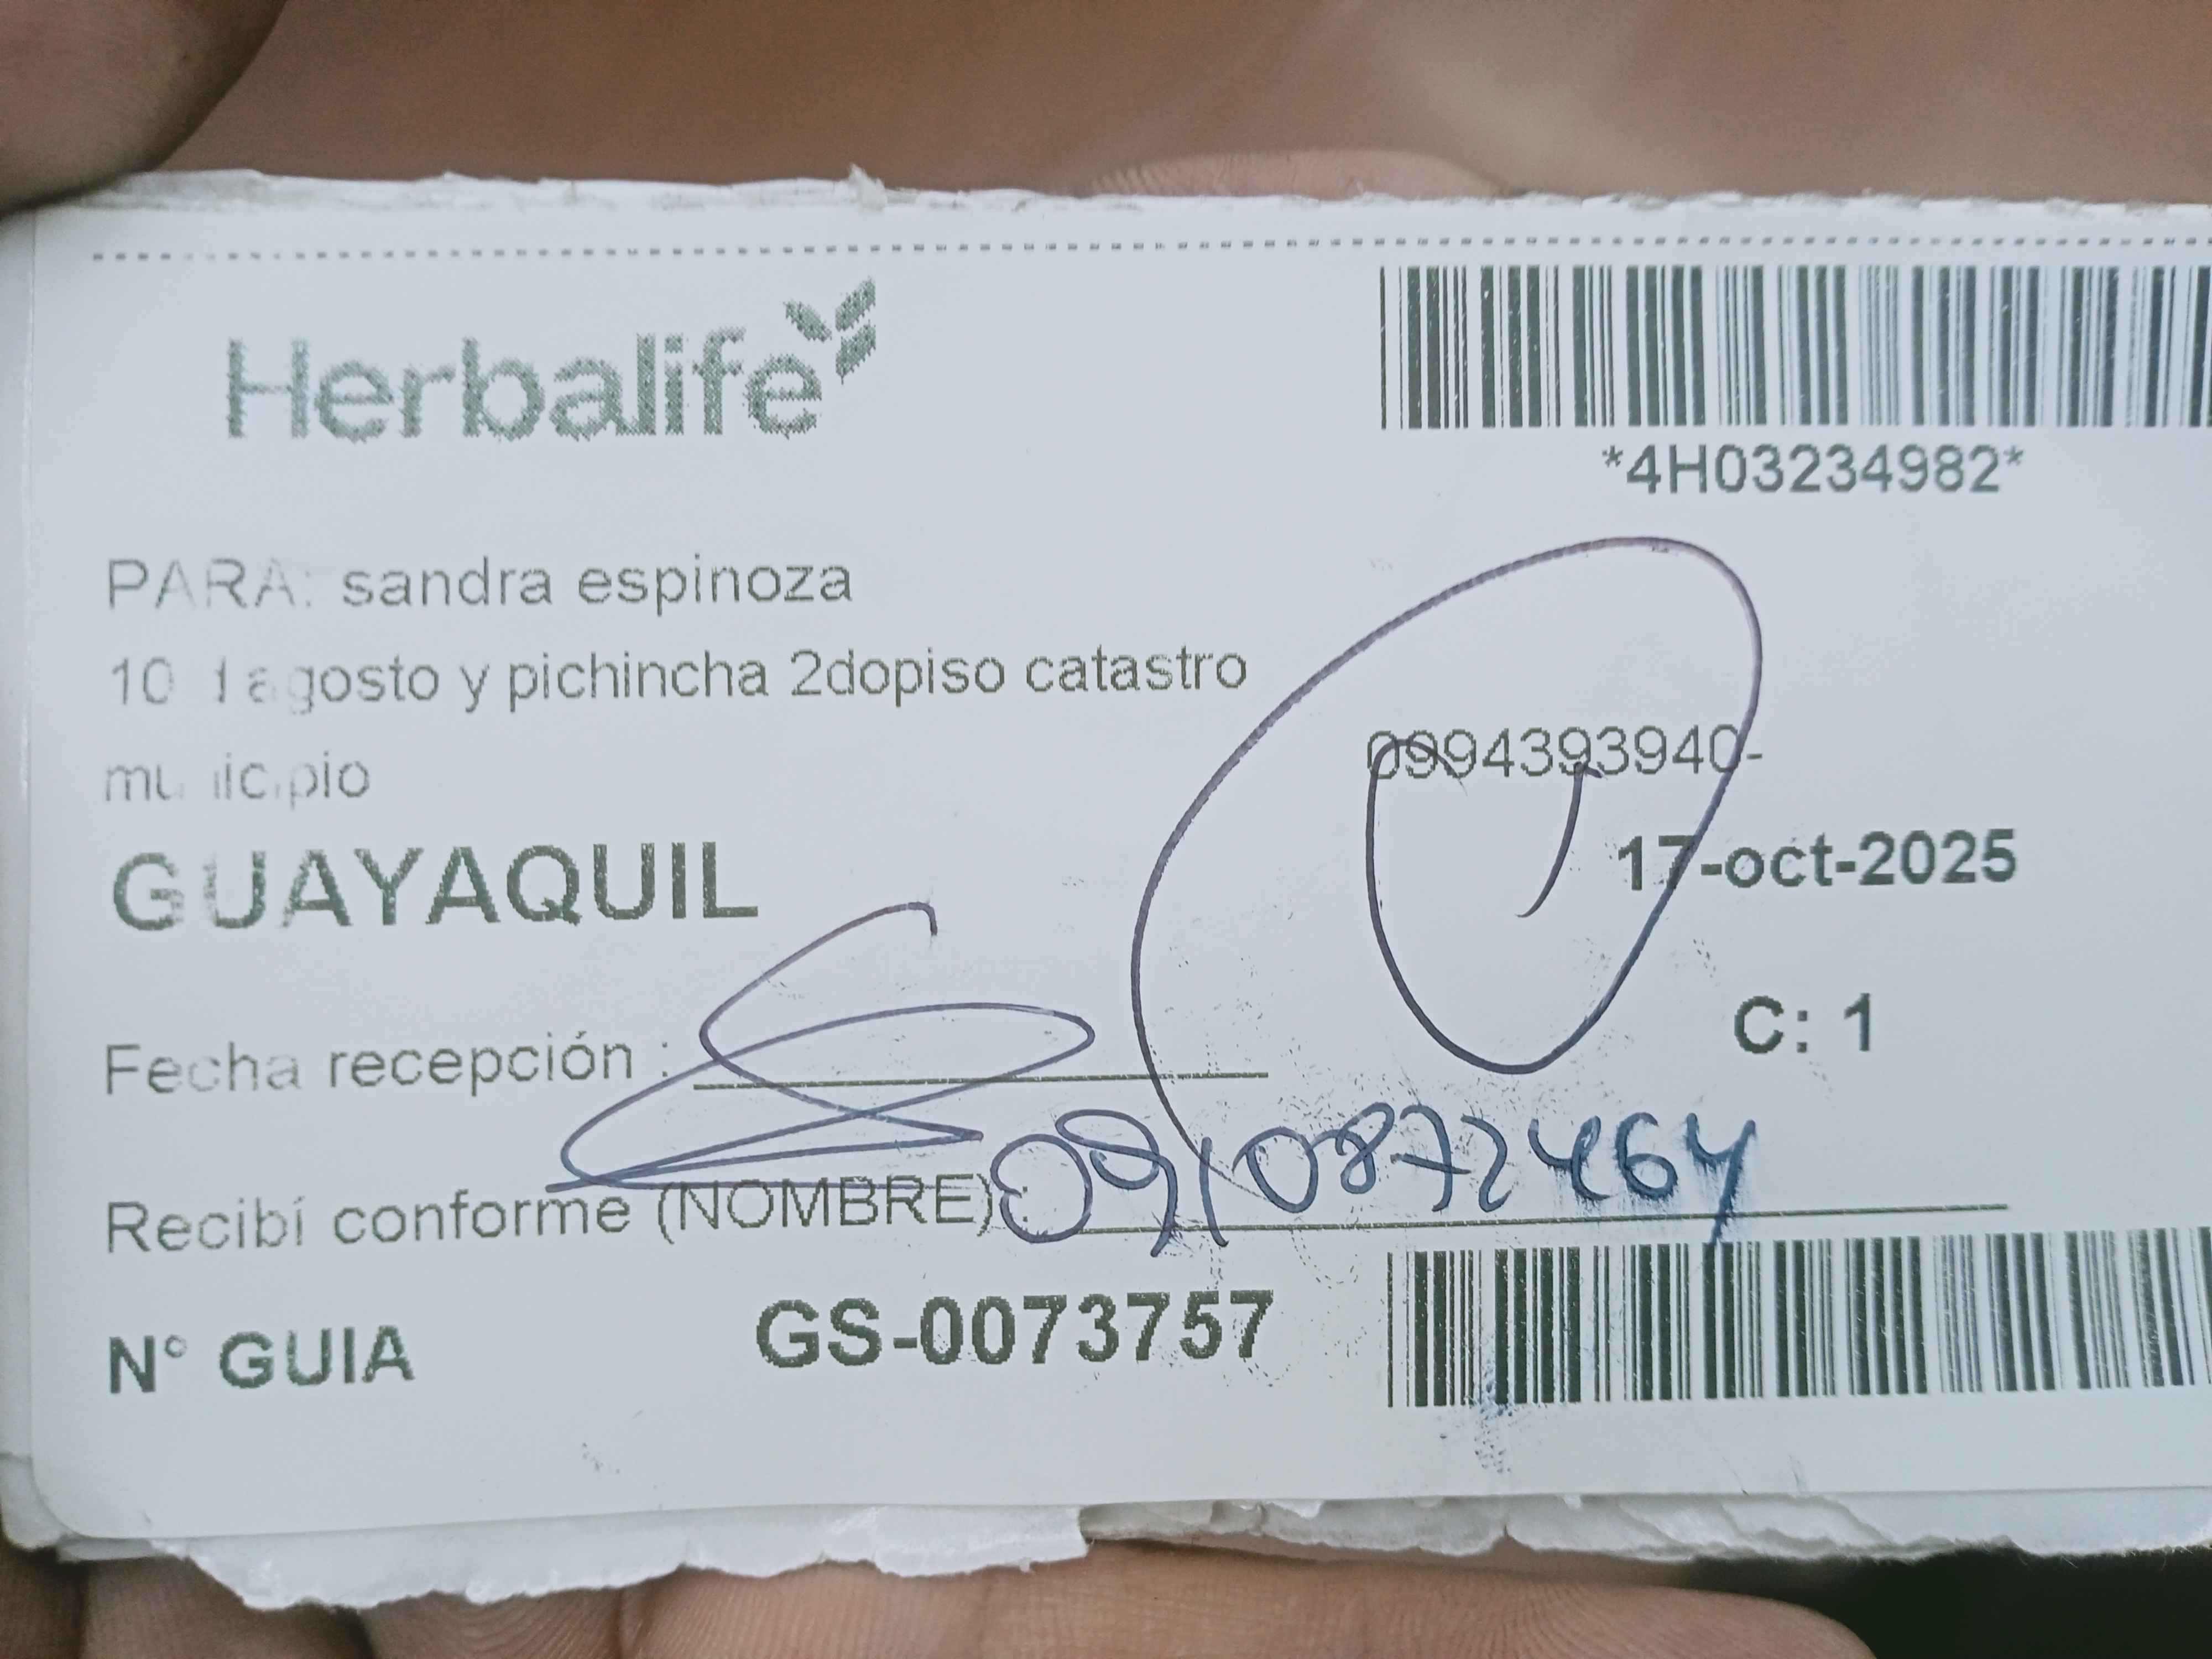 Herbalife
*4H03234982*
PARA: sandra espinoza
10 d agosto y pichincha 2dopiso catastro
municipio
0994393940-
GUAYAQUIL
17-oct-2025
C: 1
Fecha recepción :
Recibí conforme (NOMBRE):
0910872464
N° GUIA GS-0073757